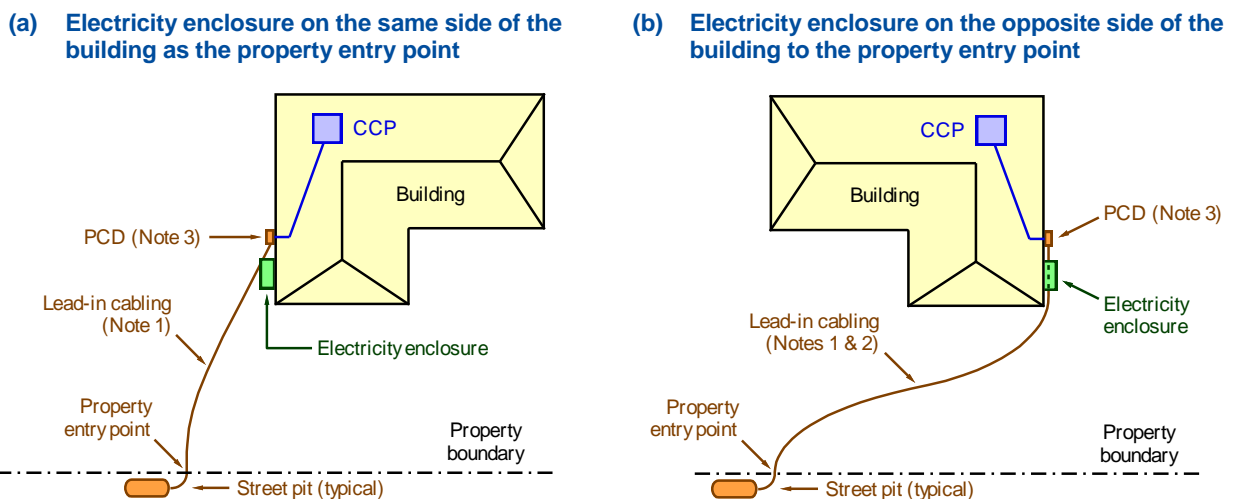 (a) Electricity enclosure on the same side of the
building as the property entry point
CCP
Building
PCD (Note 3)
Lead-in cabling
(Note 1)
Electricity enclosure
Property
entry point
Property
boundary
Street pit (typical)
(b) Electricity enclosure on the opposite side of the
building to the property entry point
CCP
Building
PCD (Note 3)
Electricity
enclosure
Lead-in cabling
(Notes 1 & 2)
Property
entry point
Property
boundary
Street pit (typical)